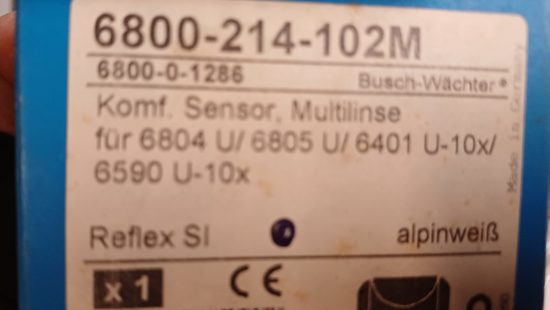 6800-214-102M
6800-0-1286
Busch-Wächter®
Komf. Sensor, Multilinse
für 6804 U/ 6805 U/ 6401 U-10x/
6590 U-10x
Reflex SI
alpinweiß
x 1
CE
Made in Germany